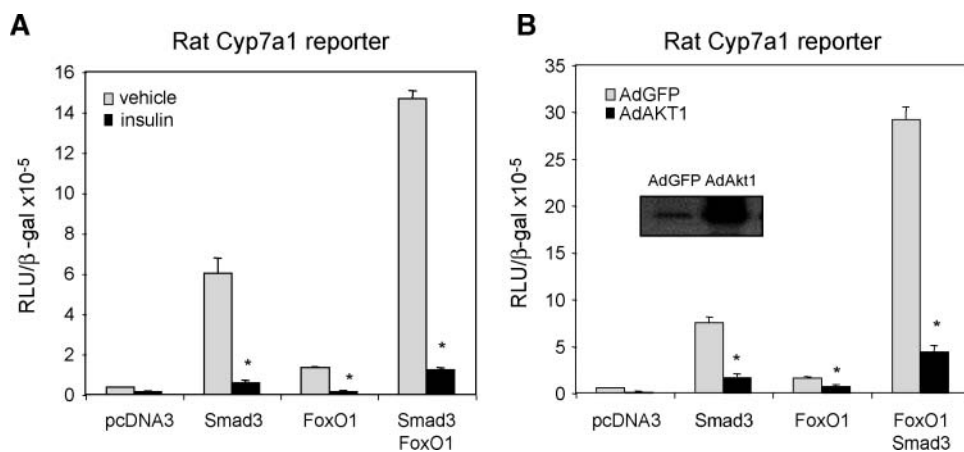 A
Rat Cyp7a1 reporter
RLU/β-gal x10-5
16
14
12
10
8
6
4
2
0
vehicle
insulin
*
*
*
pcDNA3
Smad3
FoxO1
Smad3
FoxO1
B
Rat Cyp7a1 reporter
RLU/β-gal x10-5
35
30
25
20
15
10
5
0
AdGFP
AdAKT1
AdGFP AdAkt1
*
*
*
pcDNA3
Smad3
FoxO1
FoxO1
Smad3